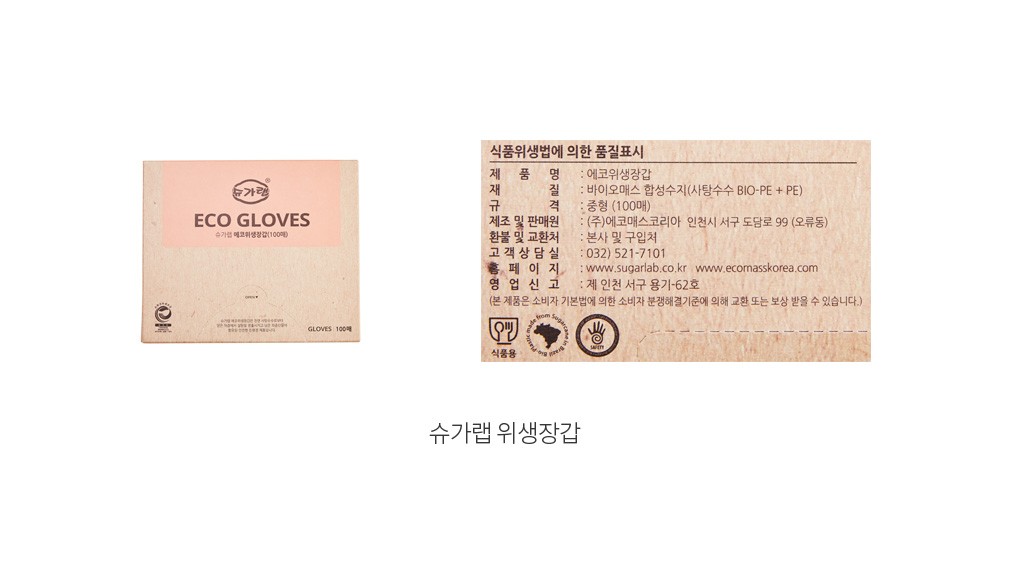 슈가랩®
ECO GLOVES
슈가랩 에코위생장갑(100매)
GLOVES 100매
식품위생법에 의한 품질표시
제 품 명 : 에코위생장갑
재 질 : 바이오매스 합성수지(사탕수수 BIO-PE + PE)
규 격 : 중형 (100매)
제조 및 판매원 : (주)에코매스코리아 인천시 서구 도담로 99 (오류동)
환불 및 교환처 : 본사 및 구입처
고 객 상 담 실 : 032) 521-7101
홈 페 이 지 : www.sugarlab.co.kr www.ecomasskorea.com
영 업 신 고 : 제 인천 서구 용기-62호
(본 제품은 소비자 기본법에 의한 소비자 분쟁해결기준에 의해 교환 또는 보상 받을 수 있습니다.)
식품용
Bio-Plastic made from Sugarcane in Brazil
SAFETY
슈가랩 위생장갑